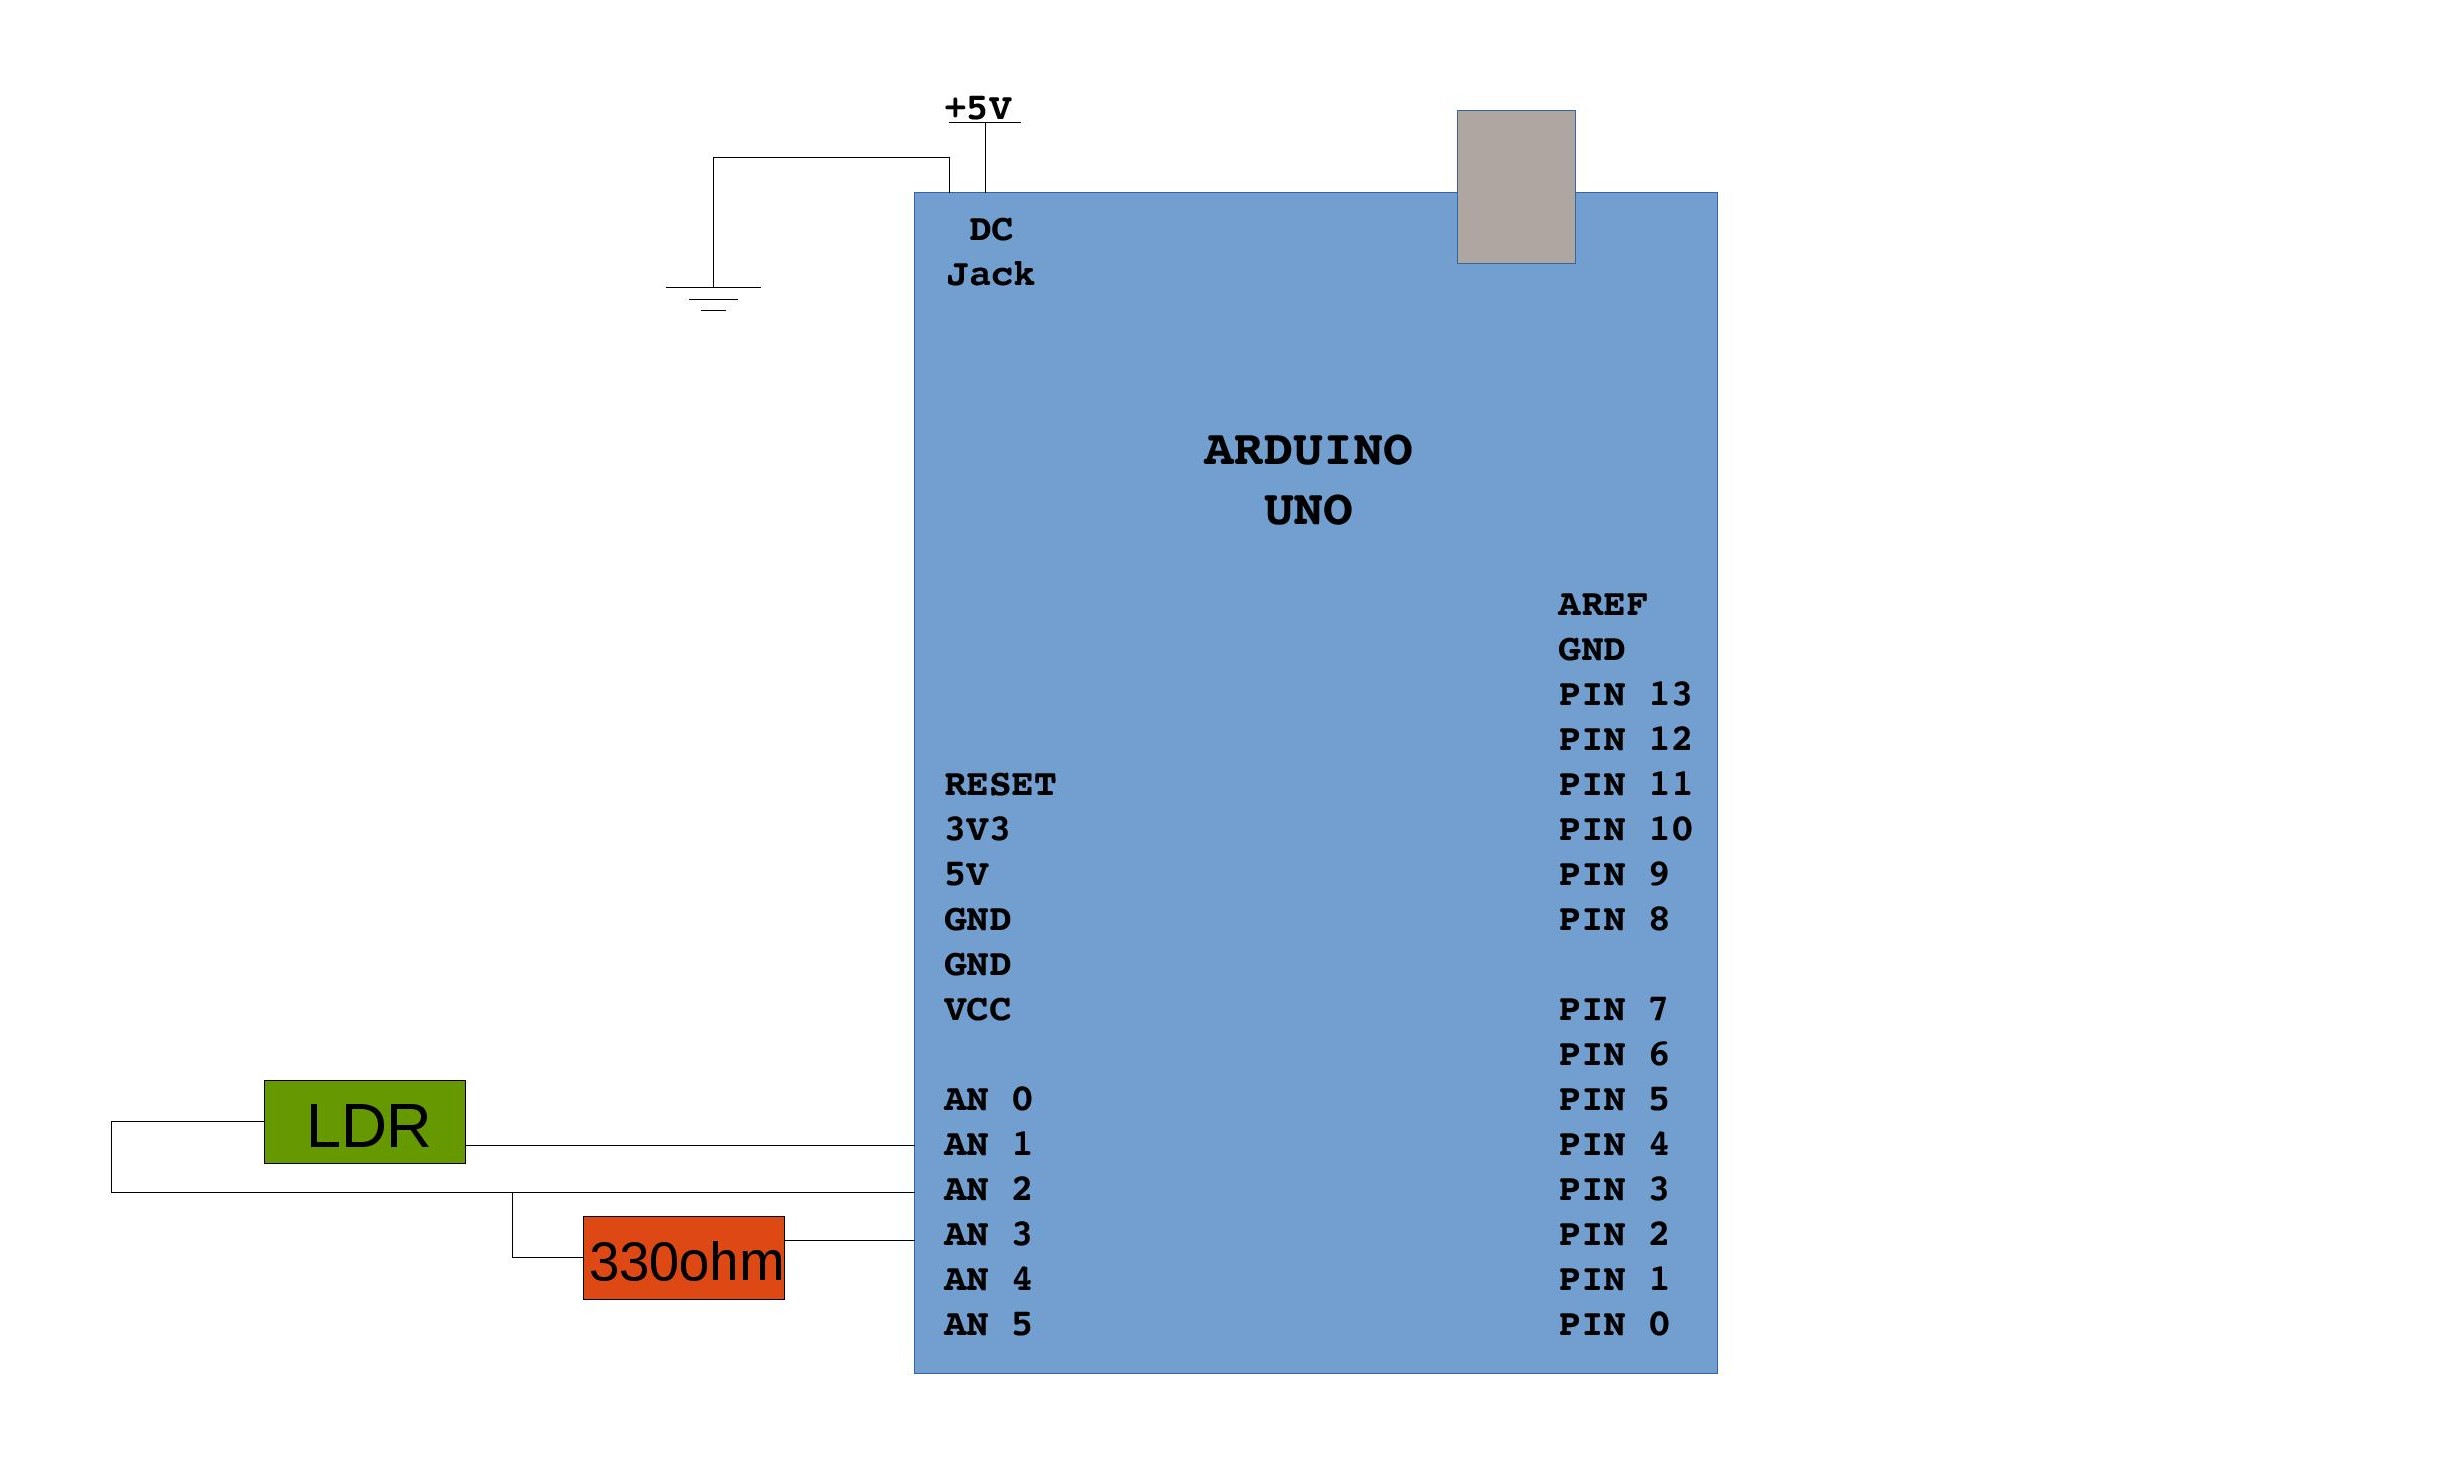 +5V
DC
Jack
ARDUINO
UNO
AREF
GND
PIN 13
PIN 12
PIN 11
PIN 10
PIN 9
PIN 8
PIN 7
PIN 6
PIN 5
PIN 4
PIN 3
PIN 2
PIN 1
PIN 0
RESET
3V3
5V
GND
GND
VCC
AN 0
AN 1
AN 2
AN 3
AN 4
AN 5
LDR
330ohm